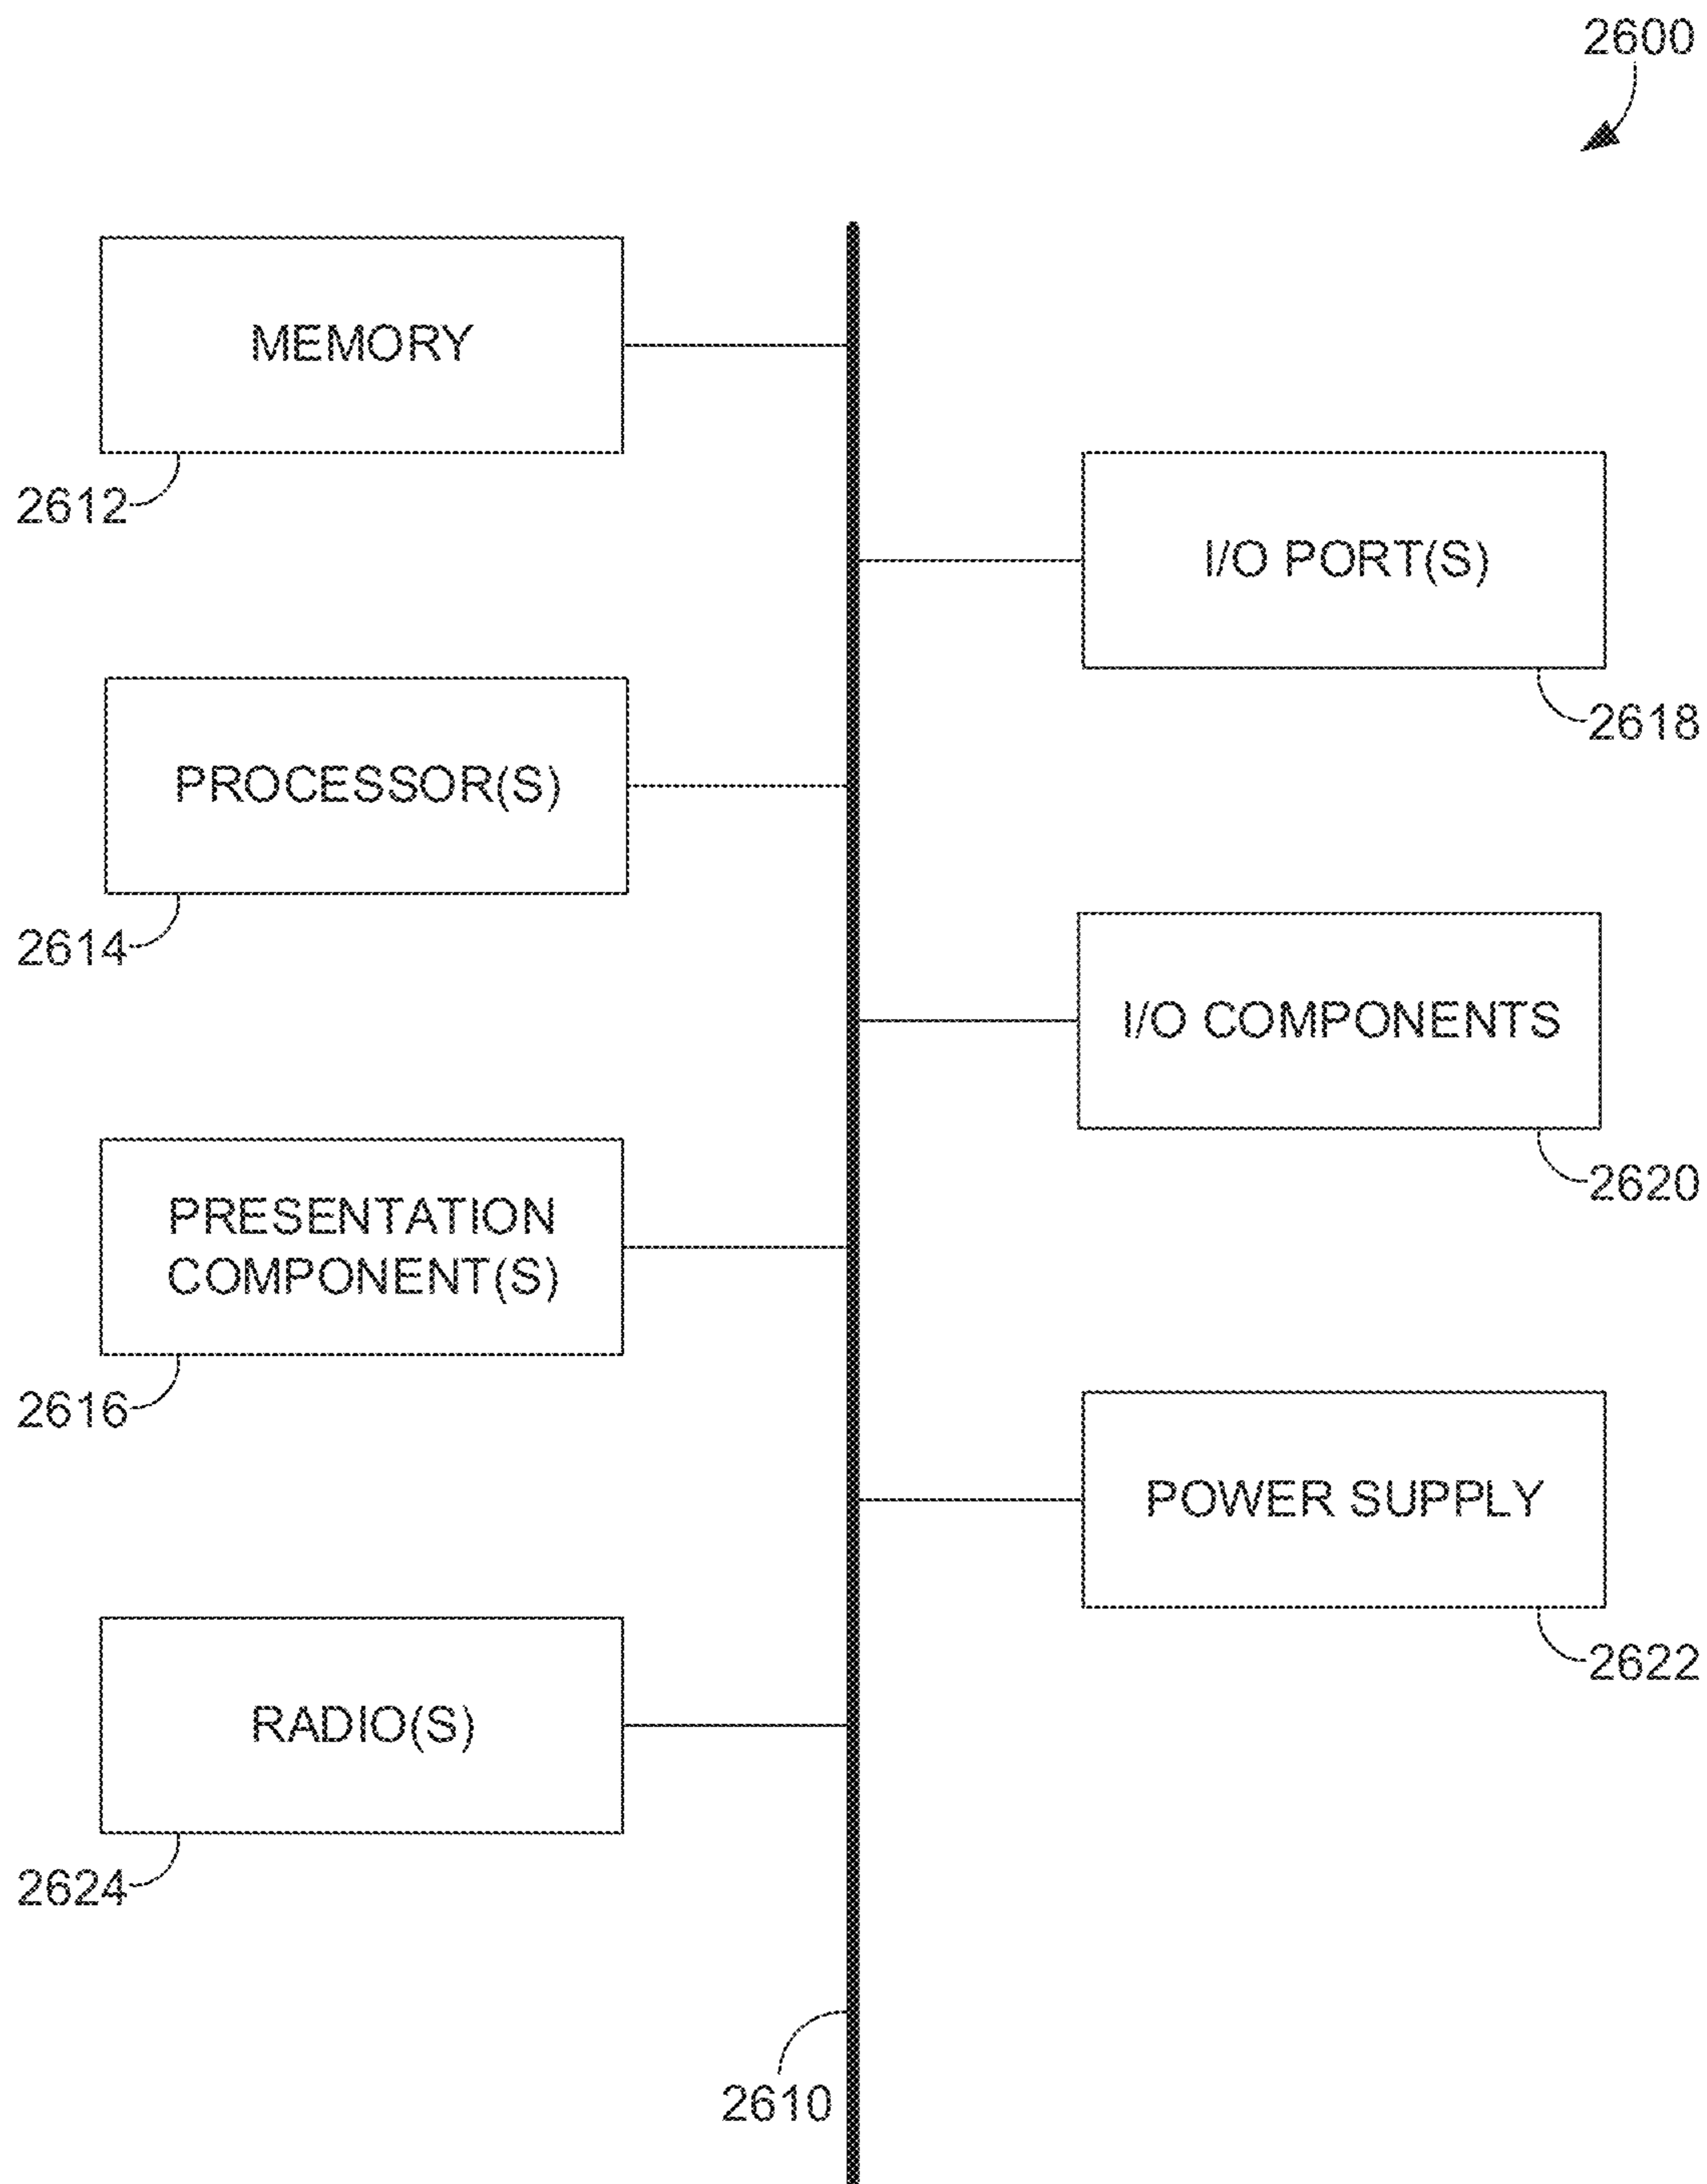 2600
MEMORY
2612
I/O PORT(S)
2618
PROCESSOR(S)
2614
I/O COMPONENTS
2620
PRESENTATION
COMPONENT(S)
2616
POWER SUPPLY
2622
RADIO(S)
2624
2610